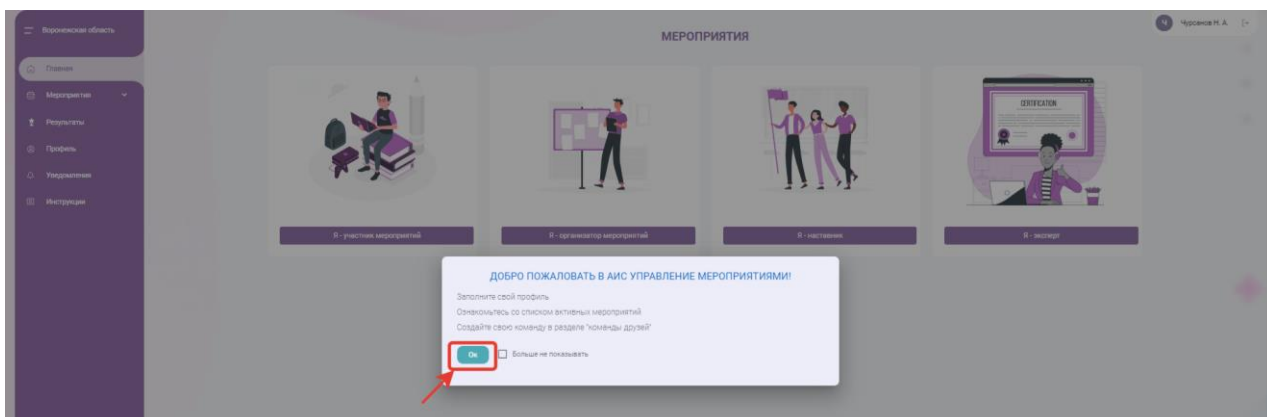 Воронежская область
МЕРОПРИЯТИЯ
Ч Чурсанов Н. А.
Главная
Мероприятия
Результаты
Профиль
Уведомления
Инструкции
CERTIFICATION
Я - участник мероприятий
Я - организатор мероприятий
Я - наставник
Я - эксперт
ДОБРО ПОЖАЛОВАТЬ В АИС УПРАВЛЕНИЕ МЕРОПРИЯТИЯМИ!
Заполните свой профиль
Ознакомьтесь со списком активных мероприятий
Создайте свою команду в разделе "команды друзей"
Ок Больше не показывать